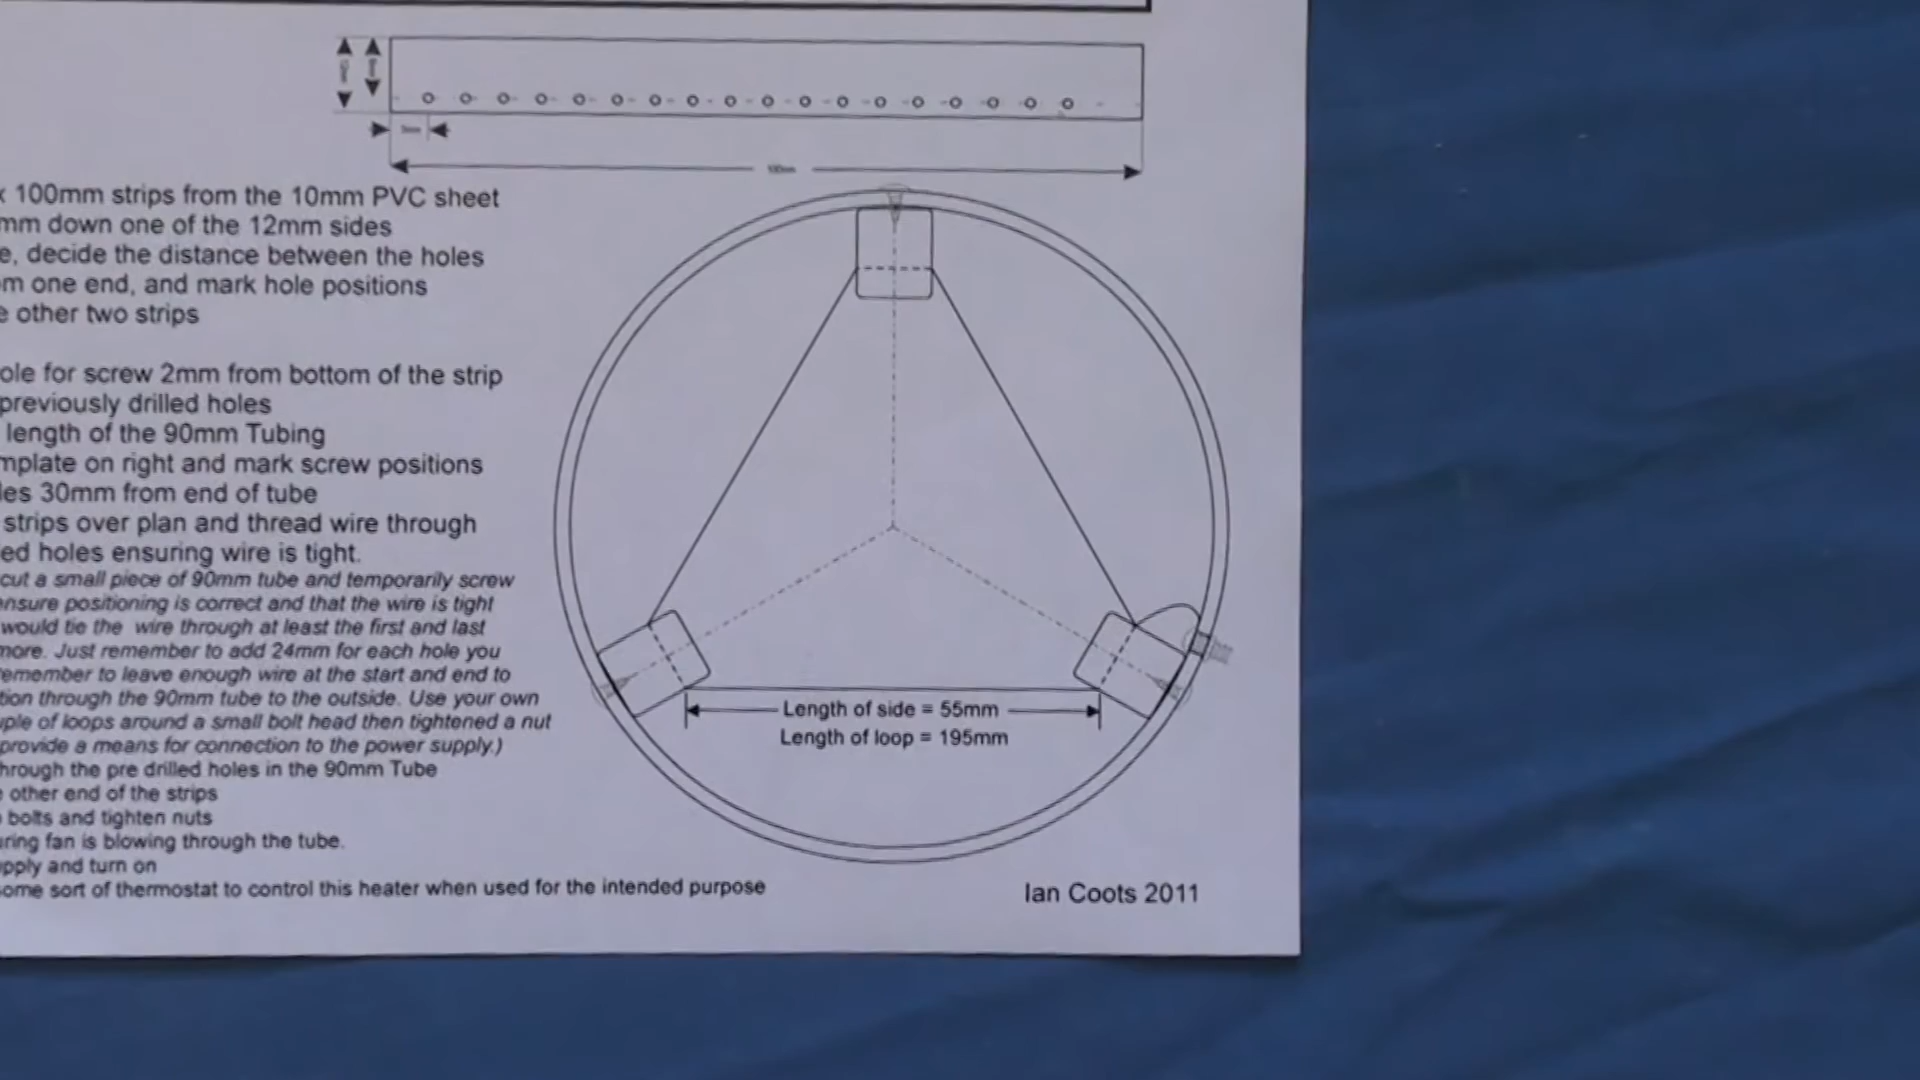 100mm
x 100mm strips from the 10mm PVC sheet
mm down one of the 12mm sides
e, decide the distance between the holes
m one end, and mark hole positions
e other two strips
ole for screw 2mm from bottom of the strip
previously drilled holes
length of the 90mm Tubing
mplate on right and mark screw positions
les 30mm from end of tube
strips over plan and thread wire through
ed holes ensuring wire is tight.
cut a small piece of 90mm tube and temporarily screw
ensure positioning is correct and that the wire is tight
would tie the wire through at least the first and last
more. Just remember to add 24mm for each hole you
emember to leave enough wire at the start and end to
tion through the 90mm tube to the outside. Use your own
uple of loops around a small bolt head then tightened a nut
provide a means for connection to the power supply.)
hrough the pre drilled holes in the 90mm Tube
e other end of the strips
bolts and tighten nuts
uring fan is blowing through the tube.
upply and turn on
some sort of thermostat to control this heater when used for the intended purpose
Length of side = 55mm
Length of loop = 195mm
Ian Coots 2011